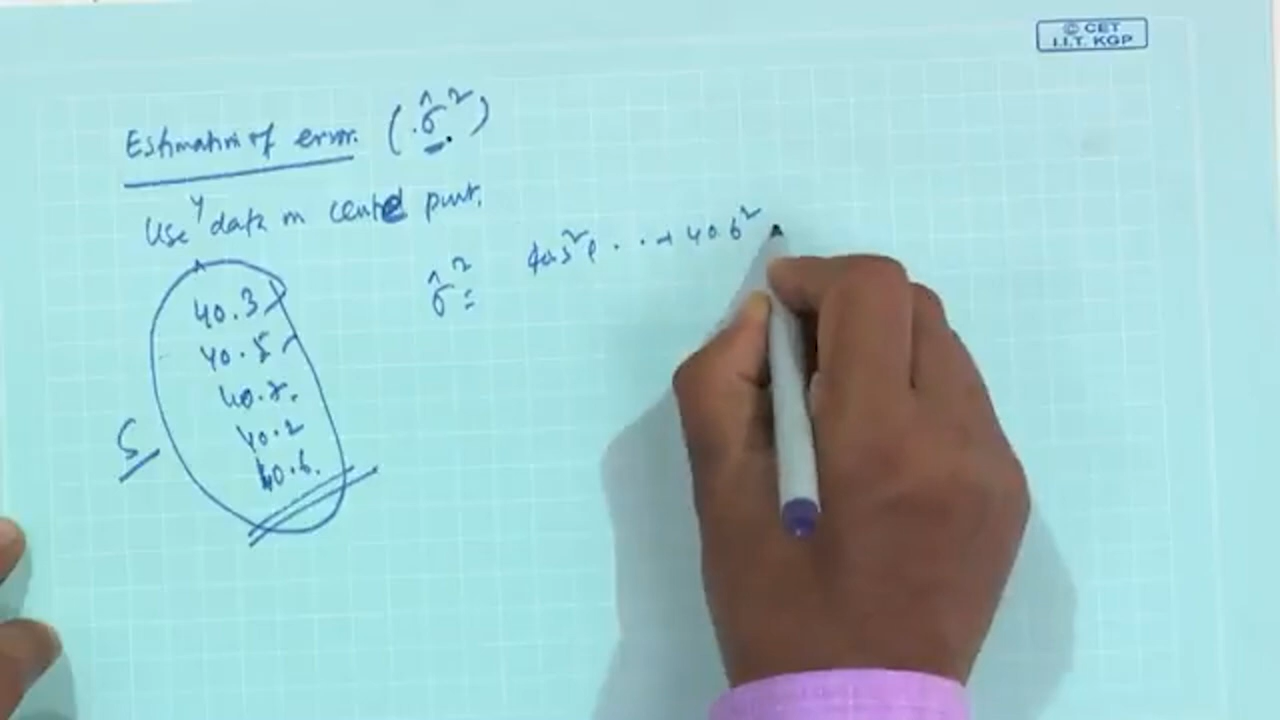 © CET
I.I.T. KGP
Estimation of error. (σ̂²)
Use y data in centre point.
σ̂² = 40.3² + . . . + 40.6²
40.3
40.5
40.7
40.2
40.6
5